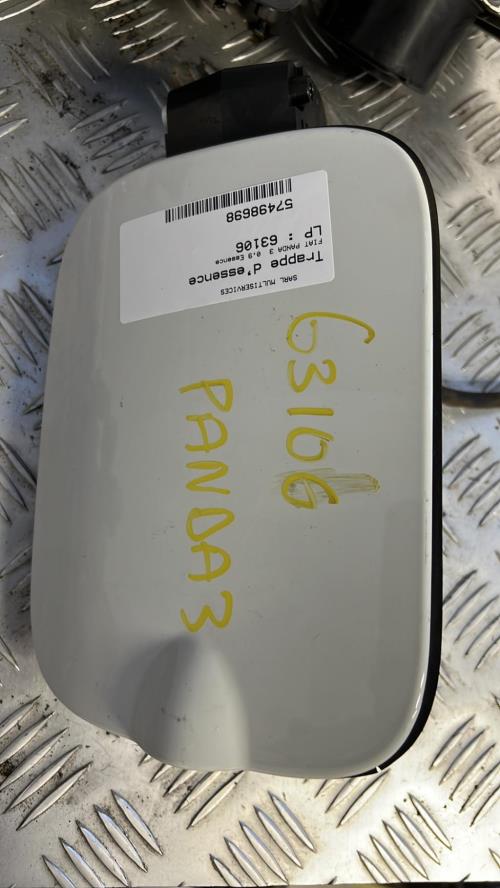 SARL MULTISERVICES
Trappe d'essence
FIAT PANDA 3 0.9 Essence
LP : 63106
57498698
63106
PANDA3